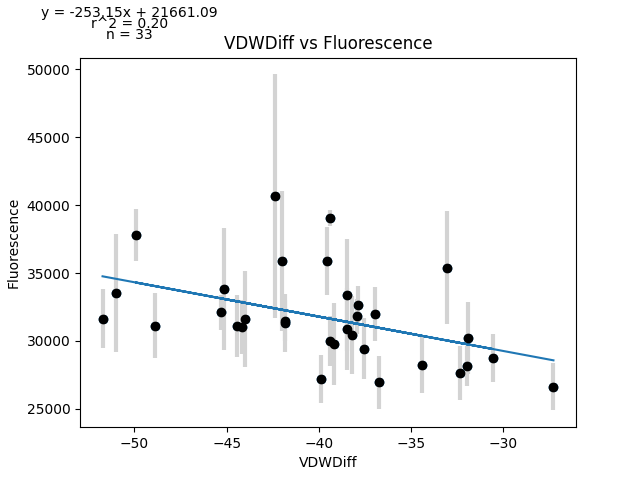 y = -253.15x + 21661.09
r^2 = 0.20
n = 33
VDWDiff vs Fluorescence
50000
45000
40000
35000
30000
25000
Fluorescence
−50
−45
−40
−35
−30
VDWDiff